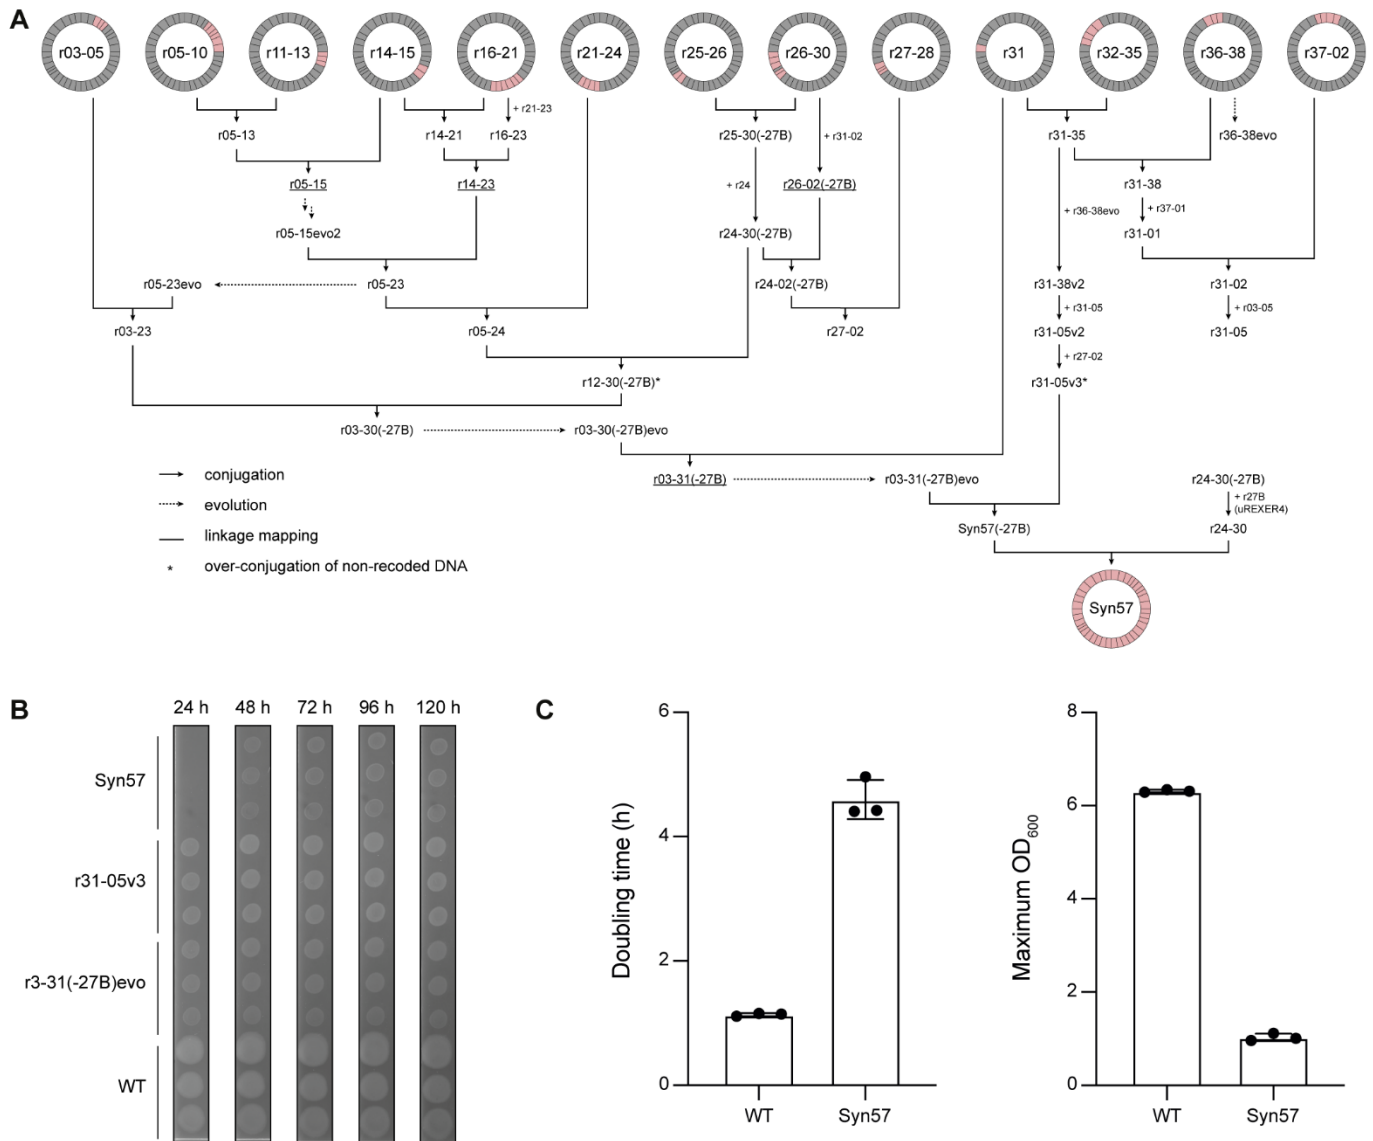 A
r03-05 r05-10 r11-13 r14-15 r16-21 r21-24 r25-26 r26-30 r27-28 r31 r32-35 r36-38 r37-02
+ r21-23
r05-13 r14-21 r16-23 r25-30(-27B) + r31-02 r31-35 r36-38evo
r05-15 r14-23 + r24 r26-02(-27B) r31-38
+ r36-38evo + r37-01
r05-15evo2 r24-30(-27B) r31-01
r05-23evo r05-23 r24-02(-27B) r31-38v2 r31-02
+ r31-05 + r03-05
r03-23 r05-24 r27-02 r31-05v2 r31-05
+ r27-02
r12-30(-27B)* r31-05v3*
r03-30(-27B) r03-30(-27B)evo
conjugation r03-31(-27B) r03-31(-27B)evo r24-30(-27B)
+ r27B
(uREXER4)
evolution
Syn57(-27B) r24-30
linkage mapping
* over-conjugation of non-recoded DNA
Syn57
B
24 h 48 h 72 h 96 h 120 h
Syn57
r31-05v3
r3-31(-27B)evo
WT
C
Doubling time (h)
6
4
2
0
WT Syn57
Maximum OD600
8
6
4
2
0
WT Syn57